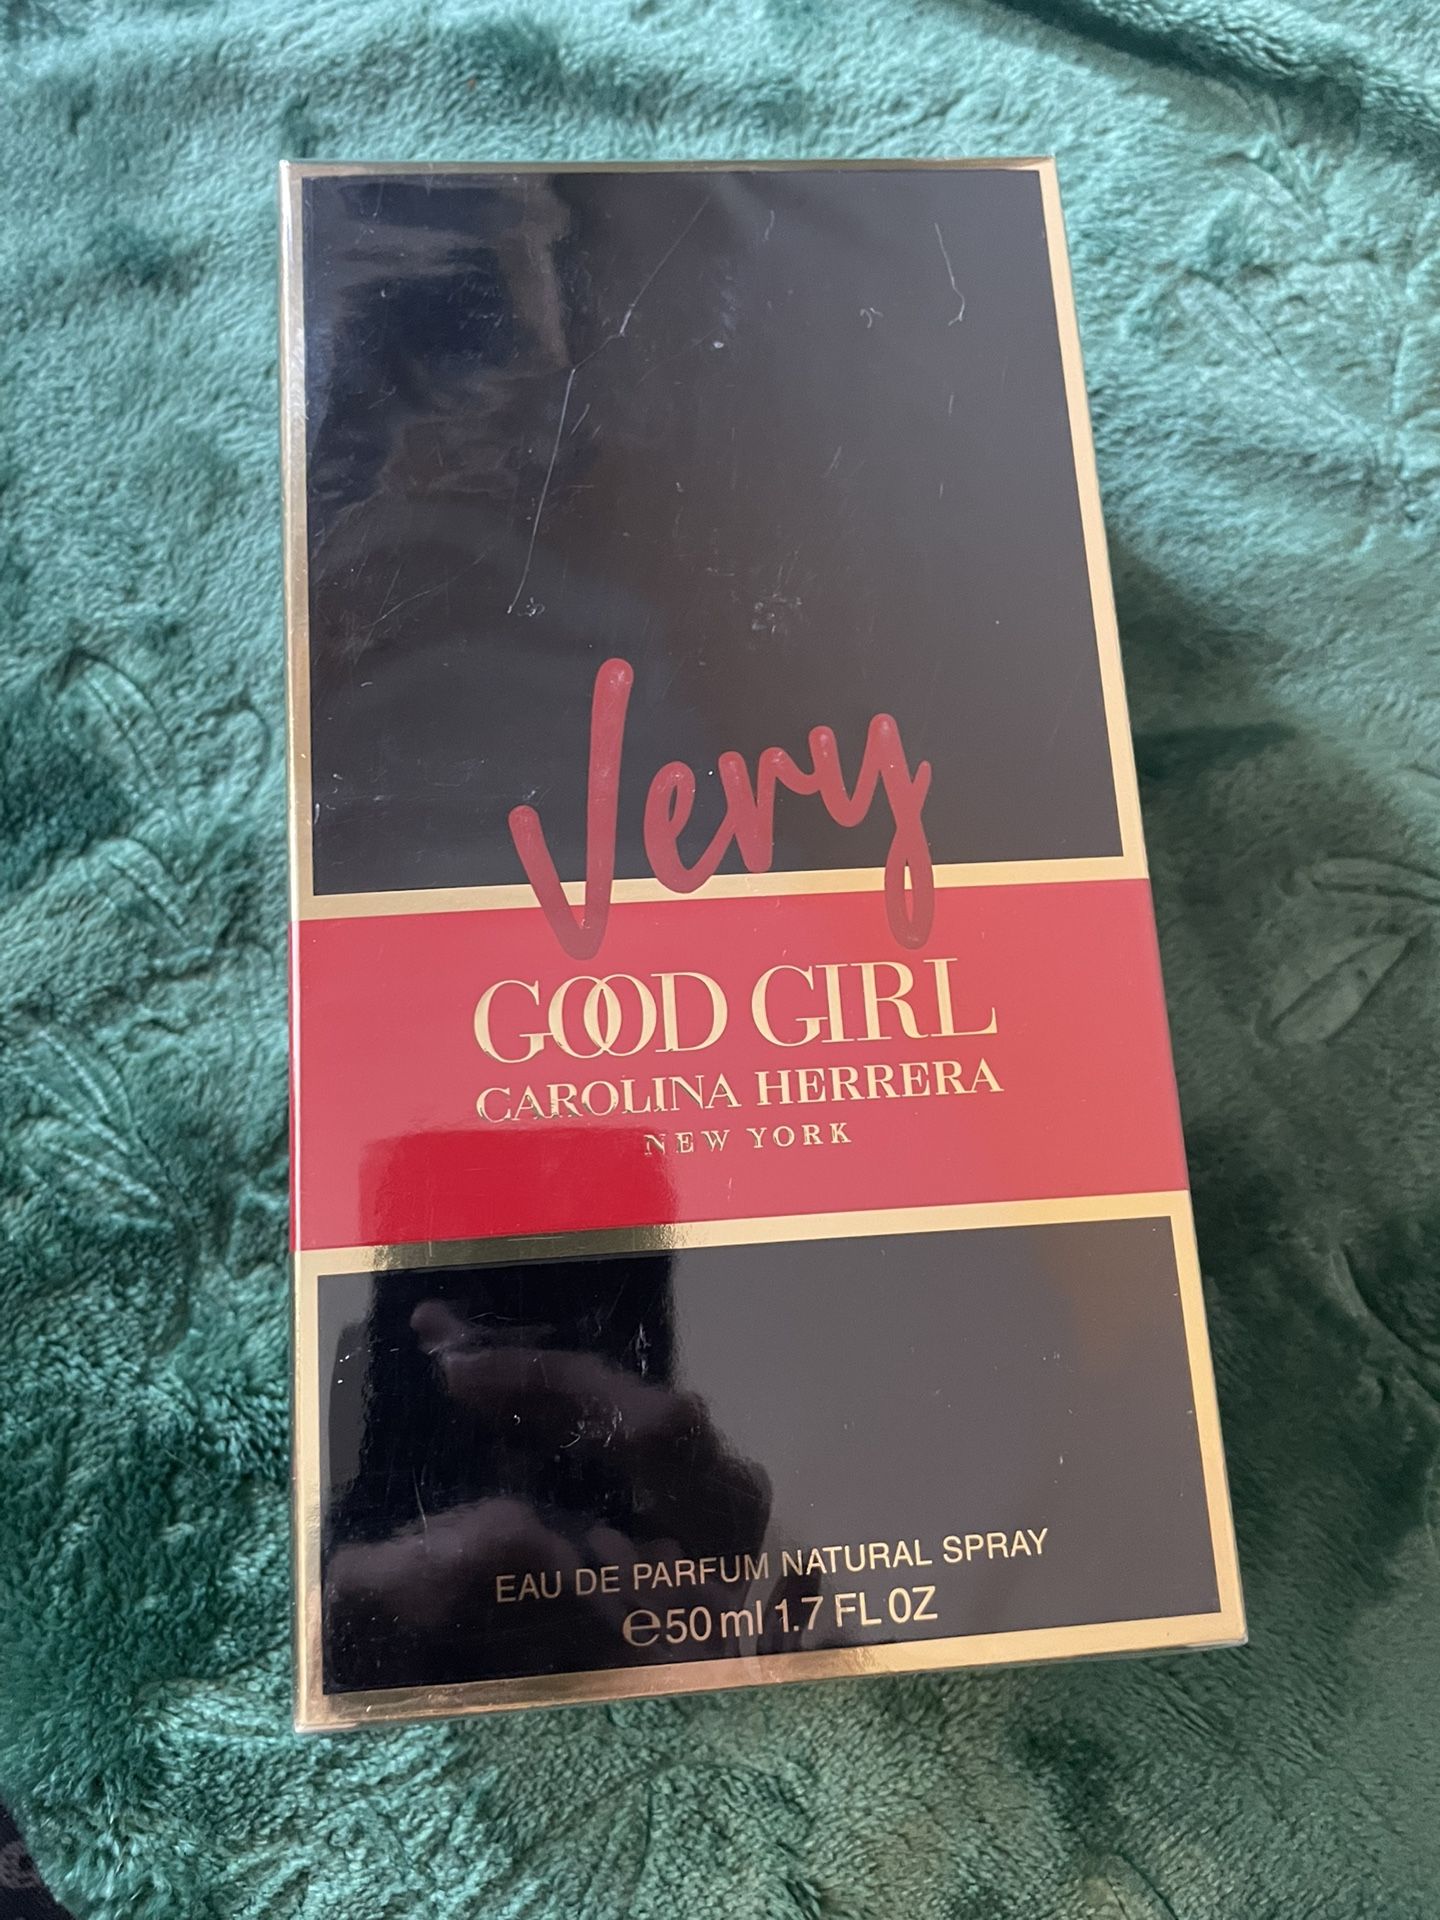 Very
GOOD GIRL
CAROLINA HERRERA
NEW YORK
EAU DE PARFUM NATURAL SPRAY
℮50 ml 1.7 FL OZ